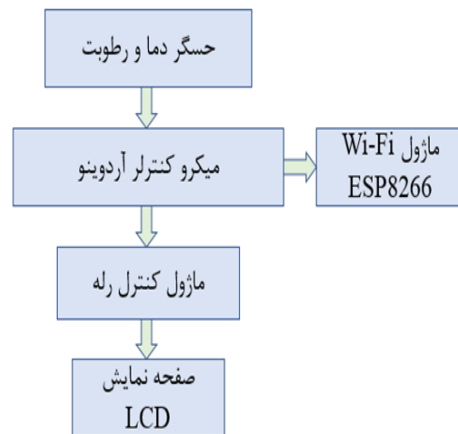 حسگر دما و رطوبت
میکرو کنترلر آردوینو
ماژول Wi-Fi
ESP8266
ماژول کنترل رله
صفحه نمایش
LCD